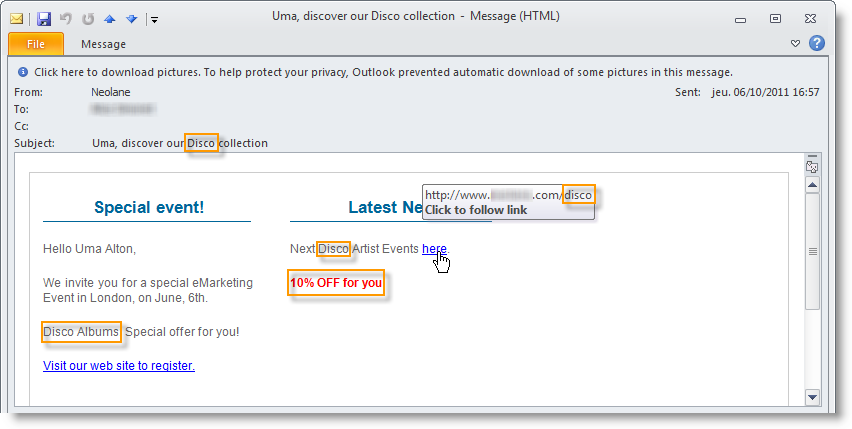 Uma, discover our Disco collection - Message (HTML)
File Message
Click here to download pictures. To help protect your privacy, Outlook prevented automatic download of some pictures in this message.
From: Neolane Sent: jeu. 06/10/2011 16:57
To:
Cc:
Subject: Uma, discover our Disco collection
Special event!
Hello Uma Alton,
We invite you for a special eMarketing
Event in London, on June, 6th.
Disco Albums Special offer for you!
Visit our web site to register.
Latest Ne
http://www. .com/disco
Click to follow link
Next Disco Artist Events here.
10% OFF for you